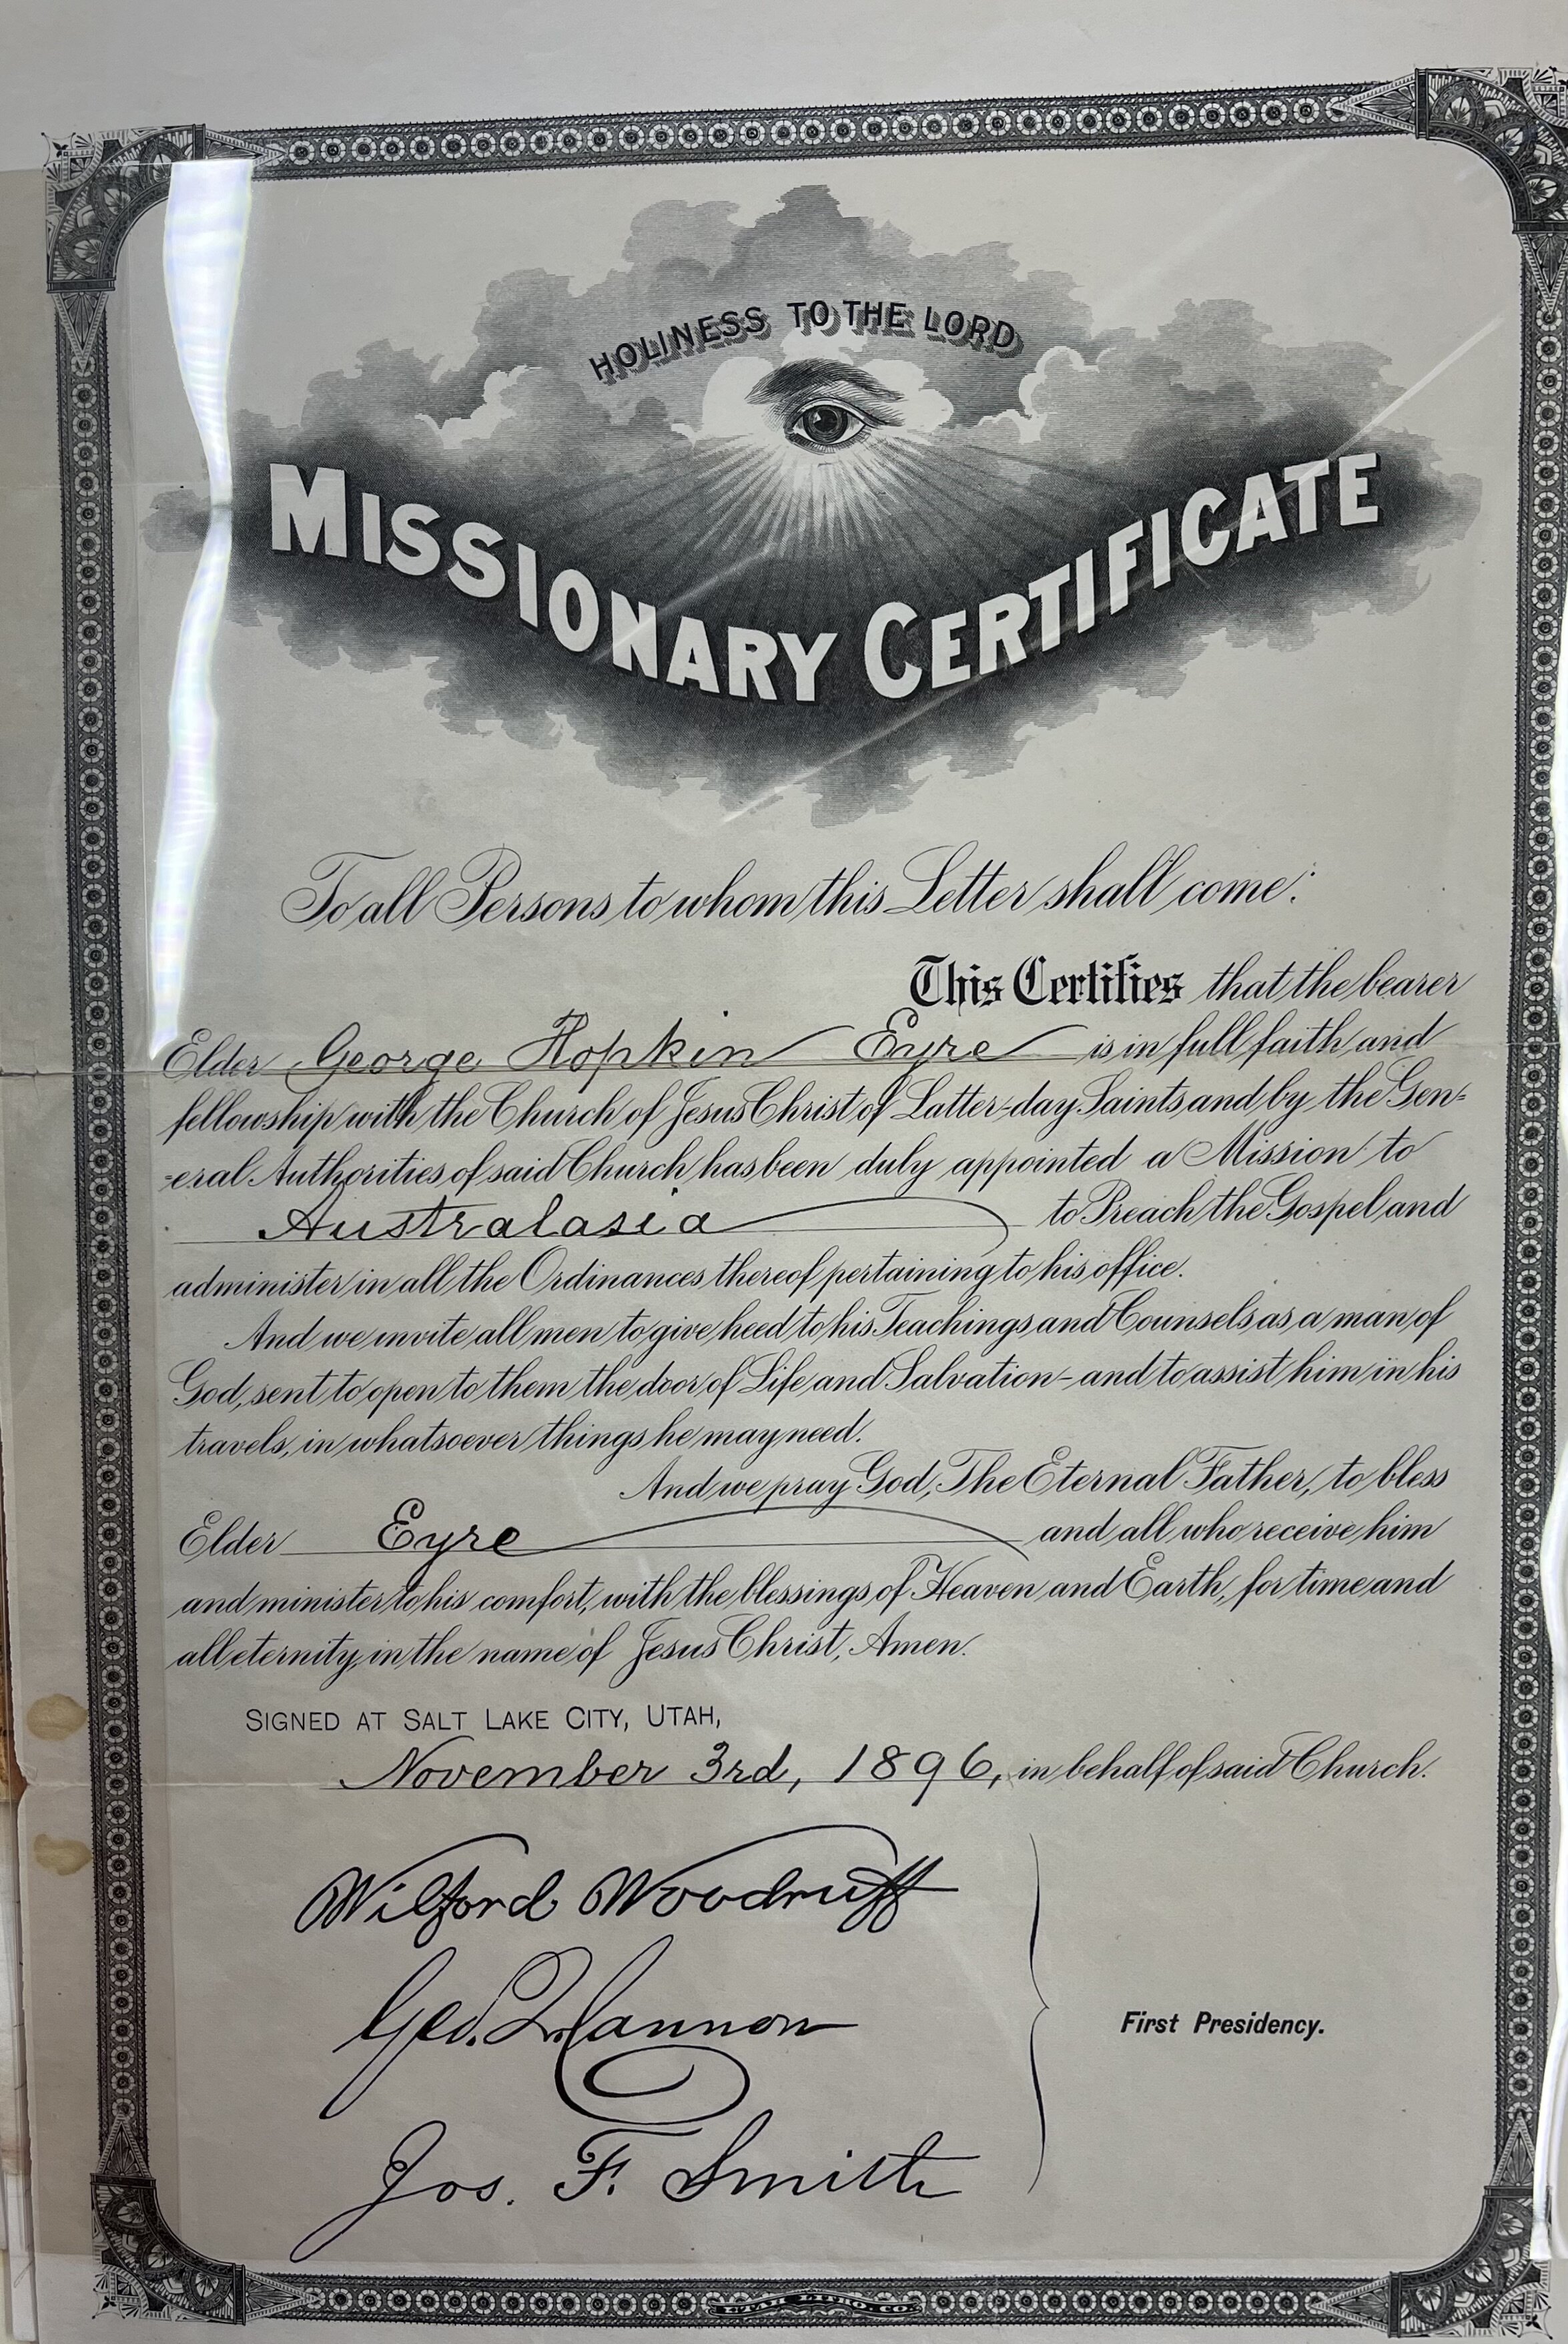 HOLINESS TO THE LORD
MISSIONARY CERTIFICATE
To all Persons to whom this Letter shall come:
This Certifies that the bearer
Elder George Hopkin Eyre is in full faith and
fellowship with the Church of Jesus Christ of Latter-day Saints and by the Gen=
=eral Authorities of said Church has been duly appointed a Mission to
Australasia to Preach the Gospel and
administer in all the Ordinances thereof pertaining to his office.
And we invite all men to give heed to his Teachings and Counsels as a man of
God, sent to open to them the door of Life and Salvation - and to assist him in his
travels, in whatsoever things he may need.
And we pray God, The Eternal Father, to bless
Elder Eyre and all who receive him
and minister to his comfort, with the blessings of Heaven and Earth, for time and
all eternity, in the name of Jesus Christ, Amen.
SIGNED AT SALT LAKE CITY, UTAH,
November 3rd, 1896, in behalf of said Church.
Wilford Woodruff
Geo. Q. Cannon
First Presidency.
Jos. F. Smith
UTAH LITHO. CO.